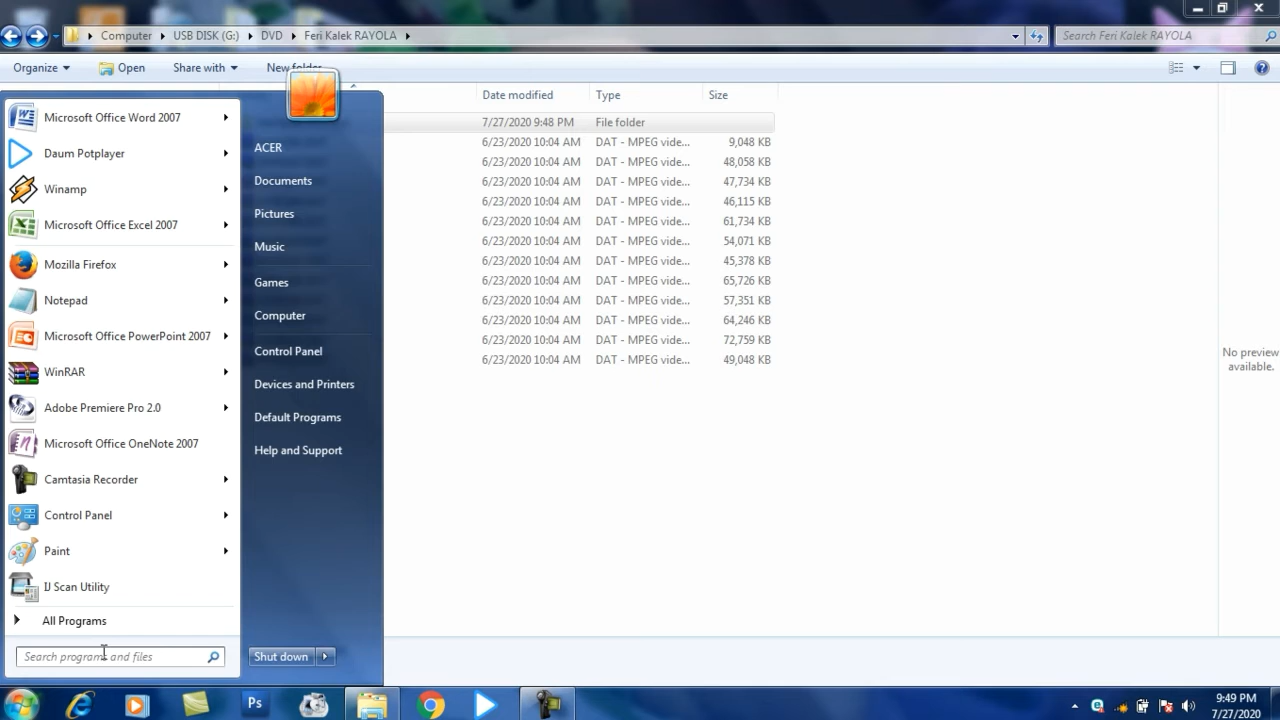 Computer ▸ USB DISK (G:) ▸ DVD ▸ Feri Kalek RAYOLA ▸
Search Feri Kalek RAYOLA
Organize Open Share with New folder
Date modified Type Size
7/27/2020 9:48 PM File folder
6/23/2020 10:04 AM DAT - MPEG vide... 9,048 KB
6/23/2020 10:04 AM DAT - MPEG vide... 48,058 KB
6/23/2020 10:04 AM DAT - MPEG vide... 47,734 KB
6/23/2020 10:04 AM DAT - MPEG vide... 46,115 KB
6/23/2020 10:04 AM DAT - MPEG vide... 61,734 KB
6/23/2020 10:04 AM DAT - MPEG vide... 54,071 KB
6/23/2020 10:04 AM DAT - MPEG vide... 45,378 KB
6/23/2020 10:04 AM DAT - MPEG vide... 65,726 KB
6/23/2020 10:04 AM DAT - MPEG vide... 57,351 KB
6/23/2020 10:04 AM DAT - MPEG vide... 64,246 KB
6/23/2020 10:04 AM DAT - MPEG vide... 72,759 KB
6/23/2020 10:04 AM DAT - MPEG vide... 49,048 KB
No preview
available.
Microsoft Office Word 2007
Daum Potplayer
Winamp
Microsoft Office Excel 2007
Mozilla Firefox
Notepad
Microsoft Office PowerPoint 2007
WinRAR
Adobe Premiere Pro 2.0
Microsoft Office OneNote 2007
Camtasia Recorder
Control Panel
Paint
IJ Scan Utility
All Programs
Search programs and files
ACER
Documents
Pictures
Music
Games
Computer
Control Panel
Devices and Printers
Default Programs
Help and Support
Shut down
Ps
9:49 PM
7/27/2020